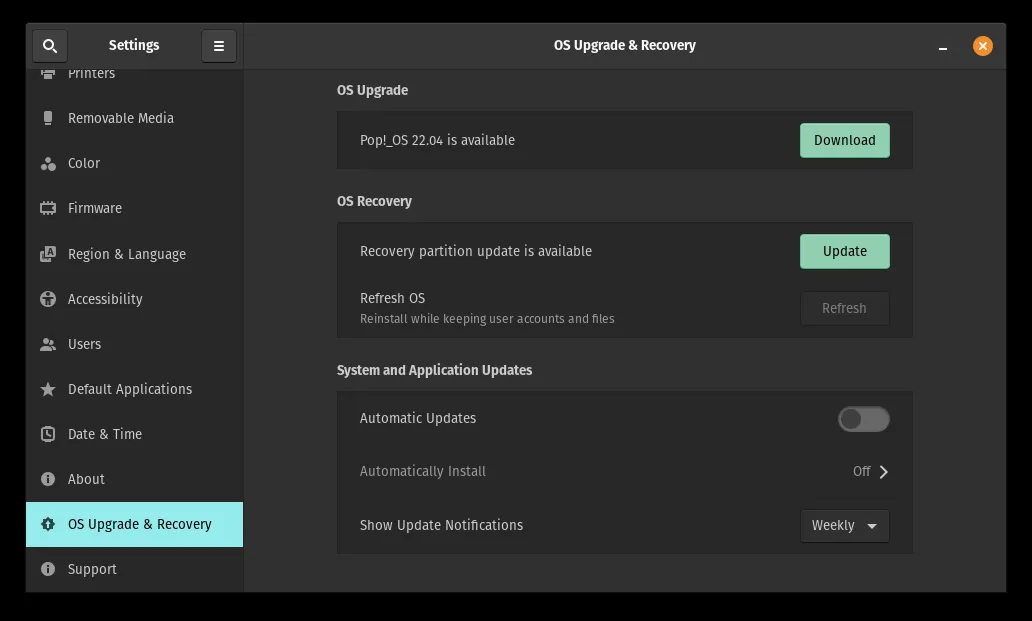 Settings
OS Upgrade & Recovery
Printers
Removable Media
Color
Firmware
Region & Language
Accessibility
Users
Default Applications
Date & Time
About
OS Upgrade & Recovery
Support
OS Upgrade
Pop!_OS 22.04 is available
Download
OS Recovery
Recovery partition update is available
Update
Refresh OS
Reinstall while keeping user accounts and files
Refresh
System and Application Updates
Automatic Updates
Automatically Install
Off
Show Update Notifications
Weekly